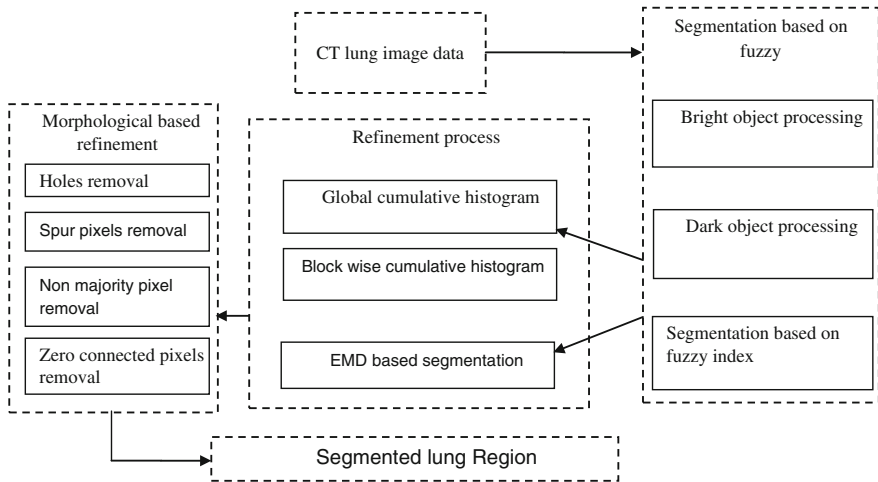 CT lung image data
Segmentation based on
fuzzy
Bright object processing
Dark object processing
Segmentation based on
fuzzy index
Refinement process
Global cumulative histogram
Block wise cumulative histogram
EMD based segmentation
Morphological based
refinement
Holes removal
Spur pixels removal
Non majority pixel
removal
Zero connected pixels
removal
Segmented lung Region